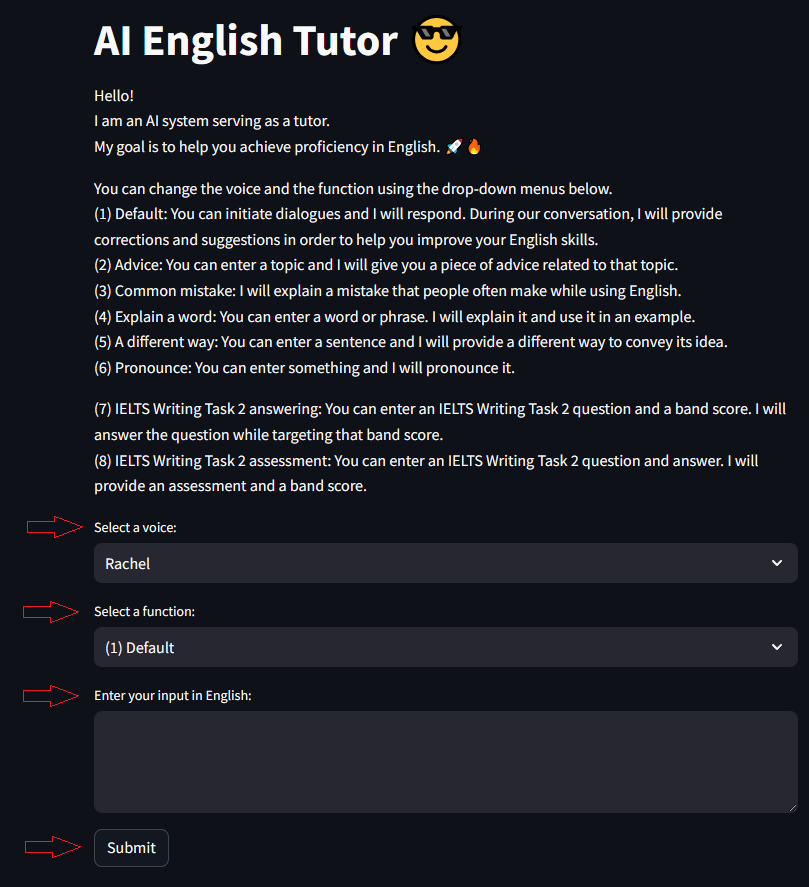 AI English Tutor 😎
Hello!
I am an AI system serving as a tutor.
My goal is to help you achieve proficiency in English. 🚀🔥
You can change the voice and the function using the drop-down menus below.
(1) Default: You can initiate dialogues and I will respond. During our conversation, I will provide
corrections and suggestions in order to help you improve your English skills.
(2) Advice: You can enter a topic and I will give you a piece of advice related to that topic.
(3) Common mistake: I will explain a mistake that people often make while using English.
(4) Explain a word: You can enter a word or phrase. I will explain it and use it in an example.
(5) A different way: You can enter a sentence and I will provide a different way to convey its idea.
(6) Pronounce: You can enter something and I will pronounce it.
(7) IELTS Writing Task 2 answering: You can enter an IELTS Writing Task 2 question and a band score. I will
answer the question while targeting that band score.
(8) IELTS Writing Task 2 assessment: You can enter an IELTS Writing Task 2 question and answer. I will
provide an assessment and a band score.
Select a voice:
Rachel
Select a function:
(1) Default
Enter your input in English:
Submit